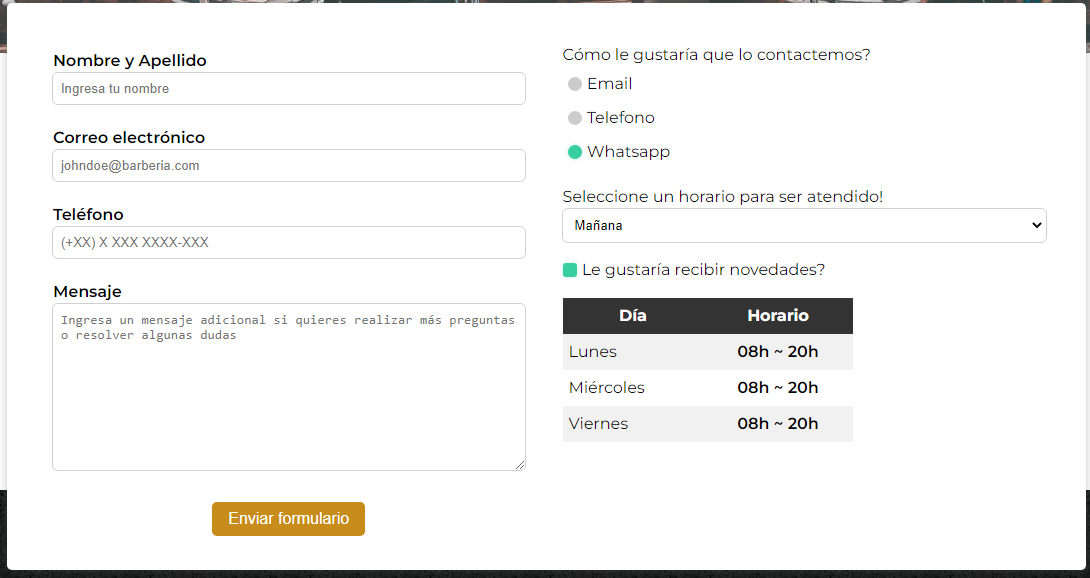 Nombre y Apellido
Ingresa tu nombre
Correo electrónico
johndoe@barberia.com
Teléfono
(+XX) X XXX XXXX-XXX
Mensaje
Ingresa un mensaje adicional si quieres realizar más preguntas
o resolver algunas dudas
Enviar formulario
Cómo le gustaría que lo contactemos?
Email
Telefono
Whatsapp
Seleccione un horario para ser atendido!
Mañana
Le gustaría recibir novedades?
Día Horario
Lunes 08h ~ 20h
Miércoles 08h ~ 20h
Viernes 08h ~ 20h